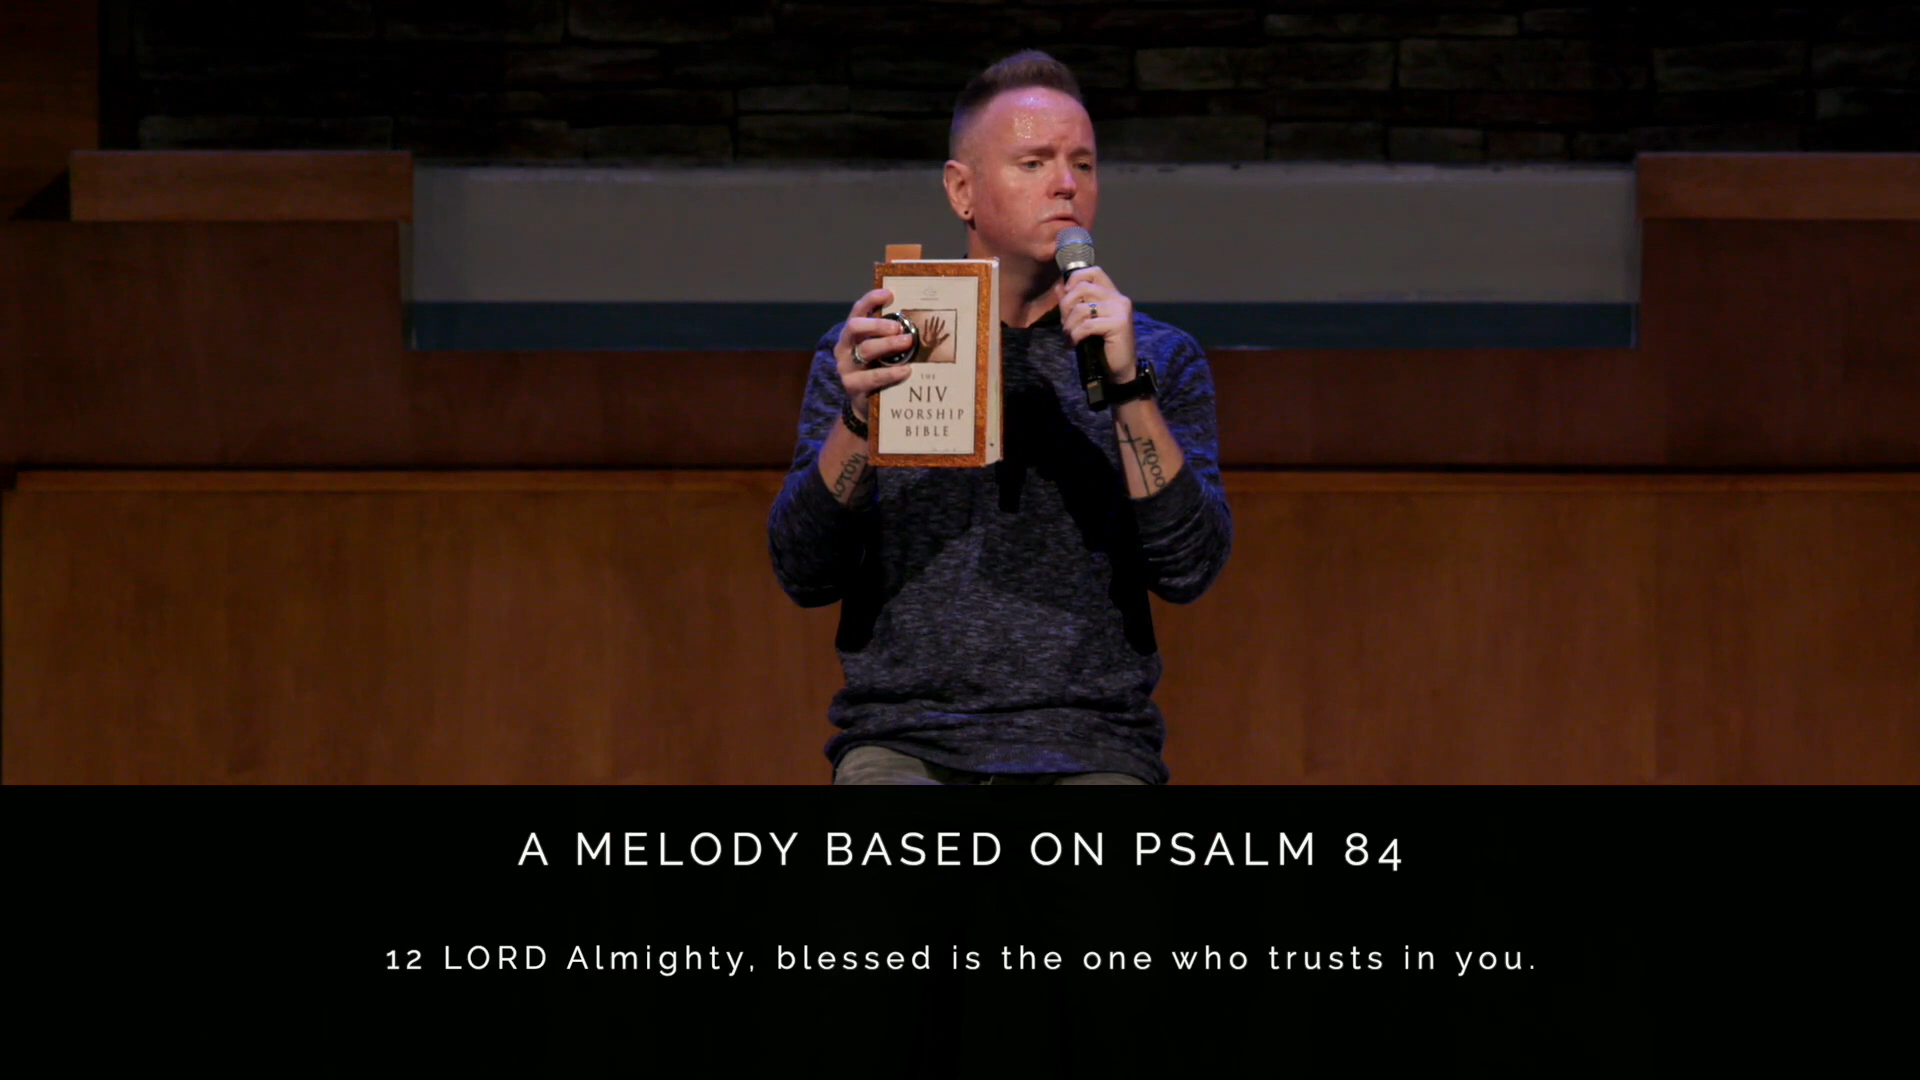 THE
NIV
WORSHIP
BIBLE
A MELODY BASED ON PSALM 84
12 LORD Almighty, blessed is the one who trusts in you.